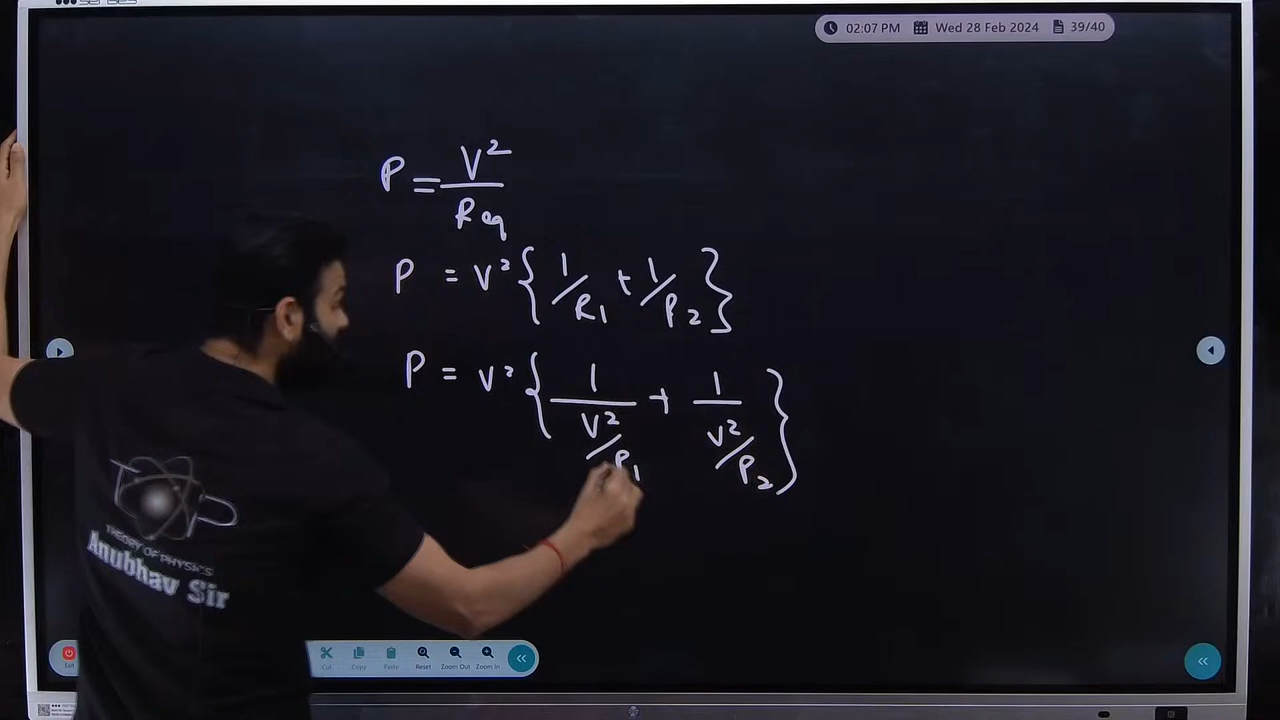 02:07 PM Wed 28 Feb 2024 39/40
P = V²/Req
P = V² { 1/R1 + 1/R2 }
P = V² { 1/(V²/P1) + 1/(V²/P2) }
THEORY OF PHYSICS
Anubhav Sir
Exit Cut Copy Paste Reset Zoom Out Zoom In